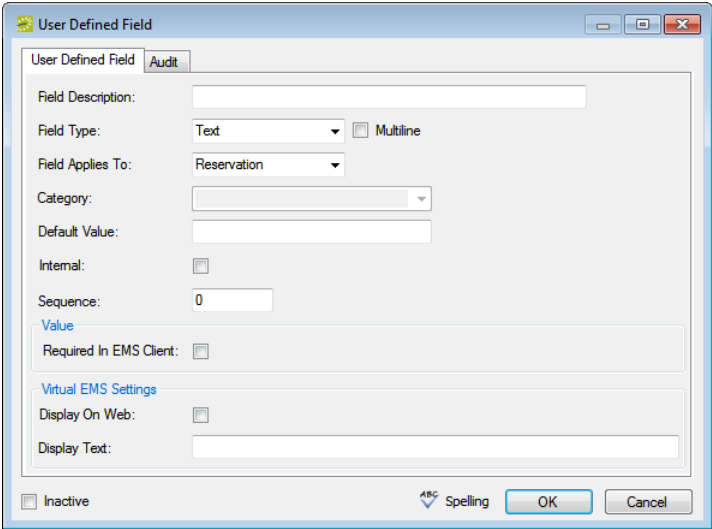 User Defined Field
User Defined Field Audit
Field Description:
Field Type: Text Multiline
Field Applies To: Reservation
Category:
Default Value:
Internal:
Sequence: 0
Value
Required In EMS Client:
Virtual EMS Settings
Display On Web:
Display Text:
Inactive ABC Spelling OK Cancel